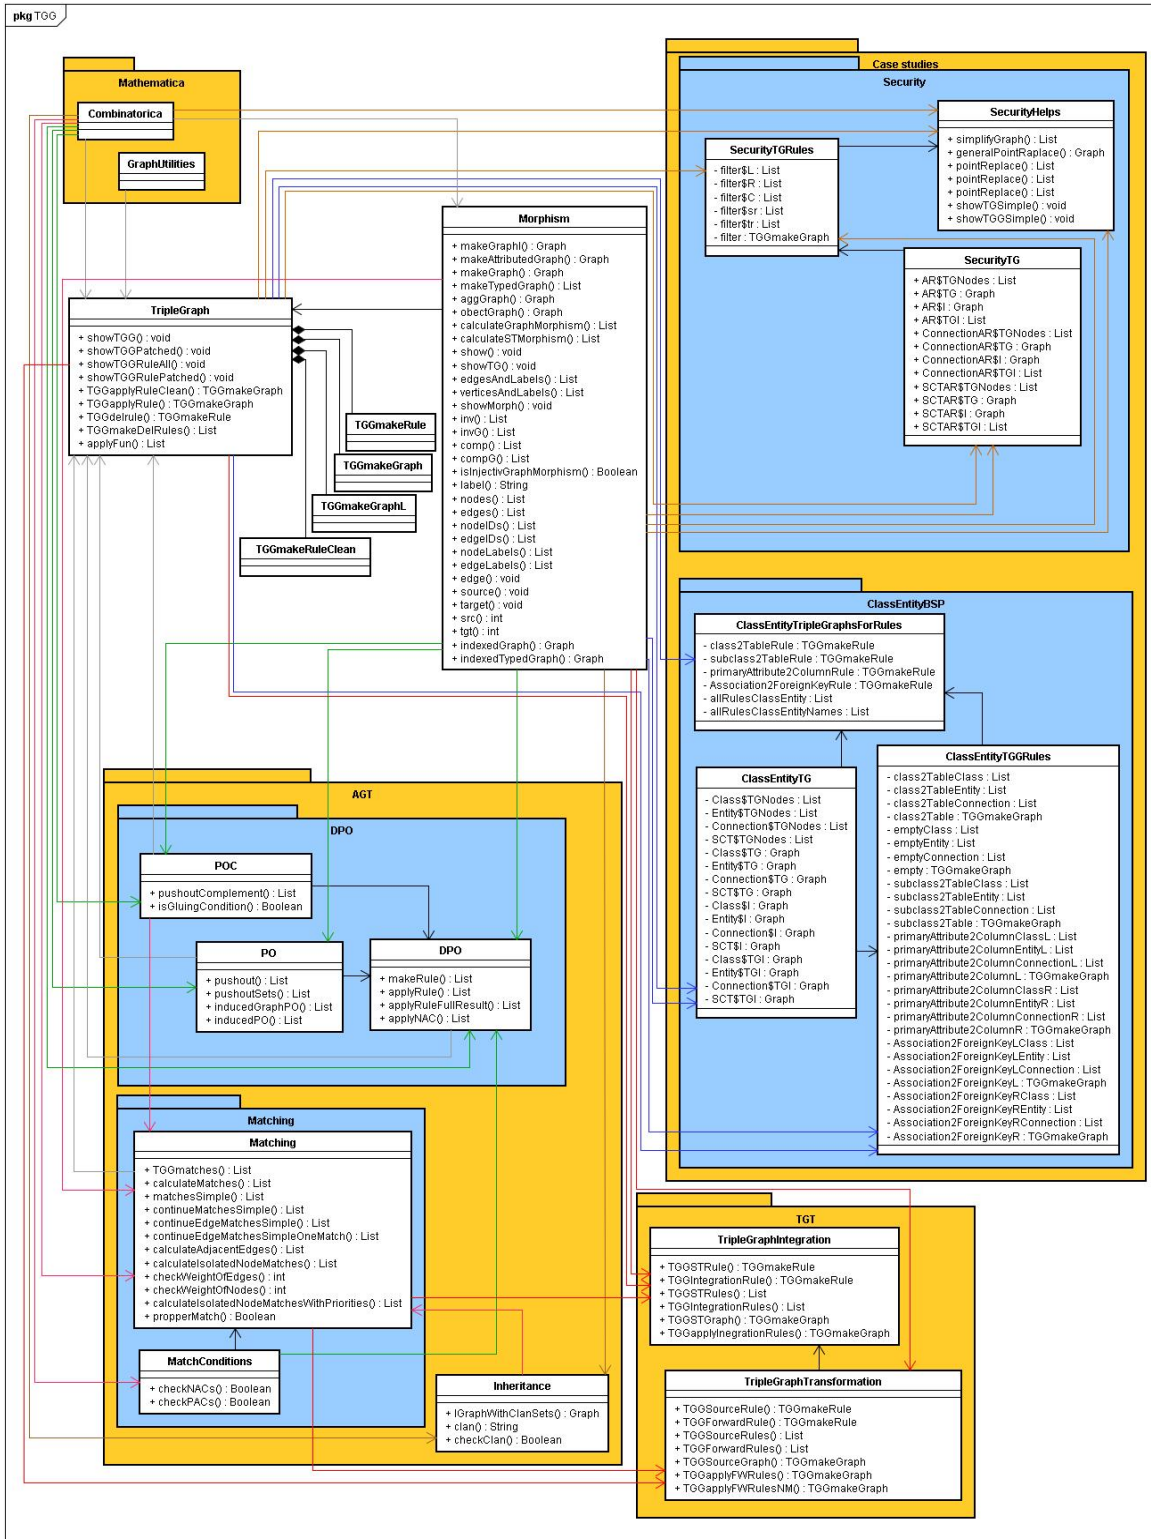 pkg TGG
Mathematica
Combinatorica
GraphUtilities
TripleGraph
+ showTGG() : void
+ showTGGPatched() : void
+ showTGGRuleAll() : void
+ showTGGRulePatched() : void
+ TGGapplyRuleClean() : TGGmakeGraph
+ TGGapplyRule() : TGGmakeGraph
+ TGGdelrule() : TGGmakeRule
+ TGGmakeDelRules() : List
+ applyFun() : List
TGGmakeRule
TGGmakeGraph
TGGmakeGraphL
TGGmakeRuleClean
Morphism
+ makeGraphI() : Graph
+ makeAttributedGraph() : Graph
+ makeGraph() : Graph
+ makeTypedGraph() : List
+ aggGraph() : Graph
+ obectGraph() : Graph
+ calculateGraphMorphism() : List
+ calculateSTMorphism() : List
+ show() : void
+ showTG() : void
+ edgesAndLabels() : List
+ verticesAndLabels() : List
+ showMorph() : void
+ inv() : List
+ invG() : List
+ comp() : List
+ compG() : List
+ isInjectivGraphMorphism() : Boolean
+ label() : String
+ nodes() : List
+ edges() : List
+ nodeIDs() : List
+ edgeIDs() : List
+ nodeLabels() : List
+ edgeLabels() : List
+ edge() : void
+ source() : void
+ target() : void
+ src() : int
+ tgt() : int
+ indexedGraph() : Graph
+ indexedTypedGraph() : Graph
Case studies
Security
SecurityTGRules
- filter$L : List
- filter$R : List
- filter$C : List
- filter$sr : List
- filter$tr : List
- filter : TGGmakeGraph
SecurityHelps
+ simplifyGraph() : List
+ generalPointRaplace() : Graph
+ pointReplace() : List
+ pointReplace() : List
+ pointReplace() : List
+ showTGSimple() : void
+ showTGGSimple() : void
SecurityTG
+ AR$TGNodes : List
+ AR$TG : Graph
+ AR$I : Graph
+ AR$TGI : List
+ ConnectionAR$TGNodes : List
+ ConnectionAR$TG : Graph
+ ConnectionAR$I : Graph
+ ConnectionAR$TGI : List
+ SCTAR$TGNodes : List
+ SCTAR$TG : Graph
+ SCTAR$I : Graph
+ SCTAR$TGI : List
ClassEntityBSP
ClassEntityTripleGraphsForRules
- class2TableRule : TGGmakeRule
- subclass2TableRule : TGGmakeRule
- primaryAttribute2ColumnRule : TGGmakeRule
- Association2ForeignKeyRule : TGGmakeRule
- allRulesClassEntity : List
- allRulesClassEntityNames : List
ClassEntityTG
- Class$TGNodes : List
- Entity$TGNodes : List
- Connection$TGNodes : List
- SCT$TGNodes : List
- Class$TG : Graph
- Entity$TG : Graph
- Connection$TG : Graph
- SCT$TG : Graph
- Class$I : Graph
- Entity$I : Graph
- Connection$I : Graph
- SCT$I : Graph
- Class$TGI : Graph
- Entity$TGI : Graph
- Connection$TGI : Graph
- SCT$TGI : Graph
ClassEntityTGGRules
- class2TableClass : List
- class2TableEntity : List
- class2TableConnection : List
- class2Table : TGGmakeGraph
- emptyClass : List
- emptyEntity : List
- emptyConnection : List
- empty : TGGmakeGraph
- subclass2TableClass : List
- subclass2TableEntity : List
- subclass2TableConnection : List
- subclass2Table : TGGmakeGraph
- primaryAttribute2ColumnClassL : List
- primaryAttribute2ColumnEntityL : List
- primaryAttribute2ColumnConnectionL : List
- primaryAttribute2ColumnL : TGGmakeGraph
- primaryAttribute2ColumnClassR : List
- primaryAttribute2ColumnEntityR : List
- primaryAttribute2ColumnConnectionR : List
- primaryAttribute2ColumnR : TGGmakeGraph
- Association2ForeignKeyLClass : List
- Association2ForeignKeyLEntity : List
- Association2ForeignKeyLConnection : List
- Association2ForeignKeyL : TGGmakeGraph
- Association2ForeignKeyRClass : List
- Association2ForeignKeyREntity : List
- Association2ForeignKeyRConnection : List
- Association2ForeignKeyR : TGGmakeGraph
AGT
DPO
POC
+ pushoutComplement() : List
+ isGluingCondition() : Boolean
PO
+ pushout() : List
+ pushoutSets() : List
+ inducedGraphPO() : List
+ inducedPO() : List
DPO
+ makeRule() : List
+ applyRule() : List
+ applyRuleFullResult() : List
+ applyNAC() : List
Matching
Matching
+ TGGmatches() : List
+ calculateMatches() : List
+ matchesSimple() : List
+ continueMatchesSimple() : List
+ continueEdgeMatchesSimple() : List
+ continueEdgeMatchesSimpleOneMatch() : List
+ calculateAdjacentEdges() : List
+ calculateIsolatedNodeMatches() : List
+ checkWeightOfEdges() : int
+ checkWeightOfNodes() : int
+ calculateIsolatedNodeMatchesWithPriorities() : List
+ propperMatch() : Boolean
MatchConditions
+ checkNACs() : Boolean
+ checkPACs() : Boolean
Inheritance
+ IGraphWithClanSets() : Graph
+ clan() : String
+ checkClan() : Boolean
TGT
TripleGraphIntegration
+ TGGSTRule() : TGGmakeRule
+ TGGIntegrationRule() : TGGmakeRule
+ TGGSTRules() : List
+ TGGIntegrationRules() : List
+ TGGSTGraph() : TGGmakeGraph
+ TGGapplyInegrationRules() : TGGmakeGraph
TripleGraphTransformation
+ TGGSourceRule() : TGGmakeRule
+ TGGForwardRule() : TGGmakeRule
+ TGGSourceRules() : List
+ TGGForwardRules() : List
+ TGGSourceGraph() : TGGmakeGraph
+ TGGapplyFWRules() : TGGmakeGraph
+ TGGapplyFWRulesNM() : TGGmakeGraph